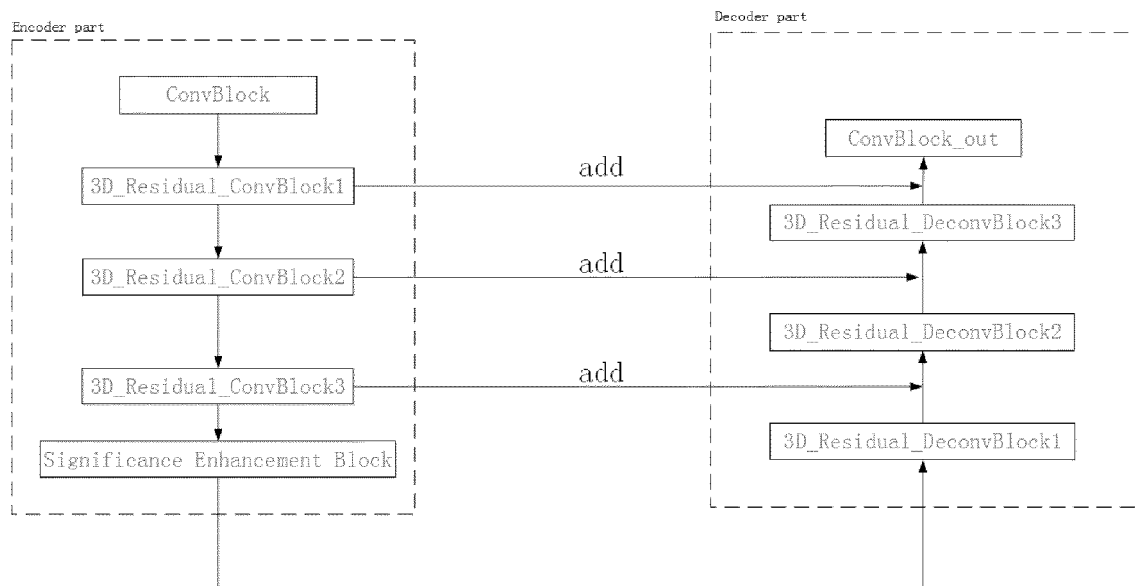 Encoder part
ConvBlock
3D_Residual_ConvBlock1
3D_Residual_ConvBlock2
3D_Residual_ConvBlock3
Significance Enhancement Block
add
add
add
Decoder part
ConvBlock_out
3D_Residual_DeconvBlock3
3D_Residual_DeconvBlock2
3D_Residual_DeconvBlock1